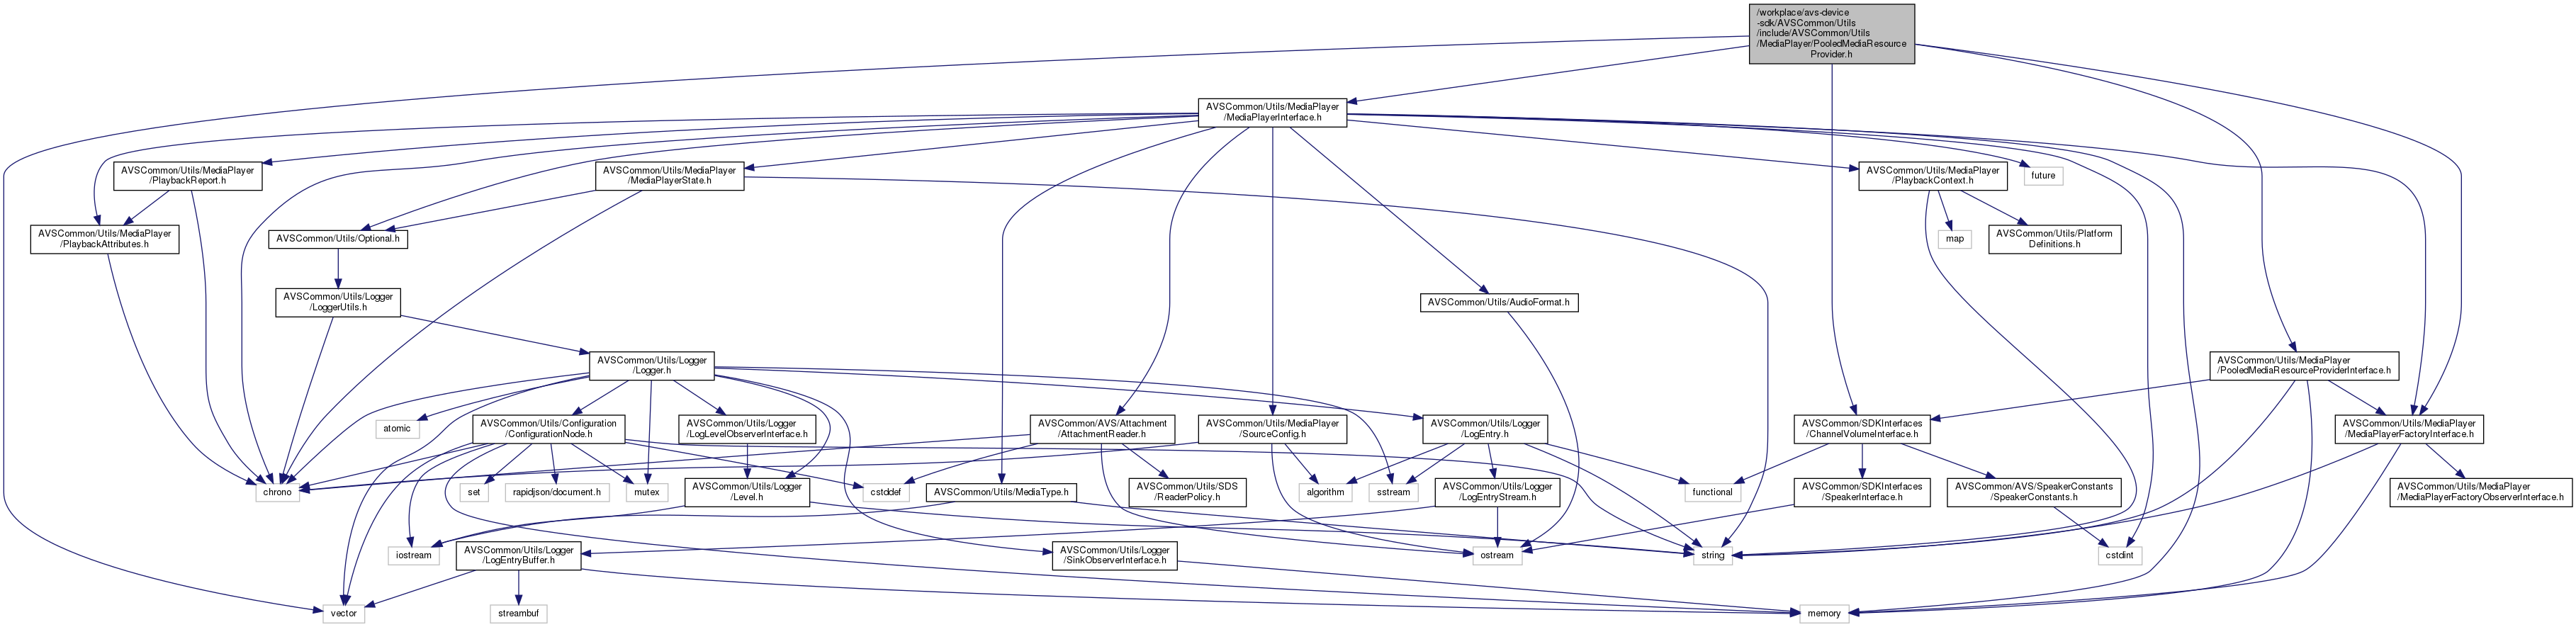 /workplace/avs-device
-sdk/AVSCommon/Utils
/include/AVSCommon/Utils
/MediaPlayer/PooledMediaResource
Provider.h
AVSCommon/Utils/MediaPlayer
/MediaPlayerInterface.h
AVSCommon/Utils/MediaPlayer
/PlaybackReport.h
AVSCommon/Utils/MediaPlayer
/MediaPlayerState.h
AVSCommon/Utils/MediaPlayer
/PlaybackContext.h
future
AVSCommon/Utils/MediaPlayer
/PlaybackAttributes.h
AVSCommon/Utils/Optional.h
map
AVSCommon/Utils/Platform
Definitions.h
AVSCommon/Utils/Logger
/LoggerUtils.h
AVSCommon/Utils/AudioFormat.h
AVSCommon/Utils/Logger
/Logger.h
AVSCommon/Utils/MediaPlayer
/PooledMediaResourceProviderInterface.h
atomic
AVSCommon/Utils/Configuration
/ConfigurationNode.h
AVSCommon/Utils/Logger
/LogLevelObserverInterface.h
AVSCommon/AVS/Attachment
/AttachmentReader.h
AVSCommon/Utils/MediaPlayer
/SourceConfig.h
AVSCommon/Utils/Logger
/LogEntry.h
AVSCommon/SDKInterfaces
/ChannelVolumeInterface.h
AVSCommon/Utils/MediaPlayer
/MediaPlayerFactoryInterface.h
chrono
set
rapidjson/document.h
mutex
AVSCommon/Utils/Logger
/Level.h
cstddef
AVSCommon/Utils/MediaType.h
AVSCommon/Utils/SDS
/ReaderPolicy.h
algorithm
sstream
AVSCommon/Utils/Logger
/LogEntryStream.h
functional
AVSCommon/SDKInterfaces
/SpeakerInterface.h
AVSCommon/AVS/SpeakerConstants
/SpeakerConstants.h
AVSCommon/Utils/MediaPlayer
/MediaPlayerFactoryObserverInterface.h
iostream
AVSCommon/Utils/Logger
/LogEntryBuffer.h
AVSCommon/Utils/Logger
/SinkObserverInterface.h
ostream
string
cstdint
vector
streambuf
memory